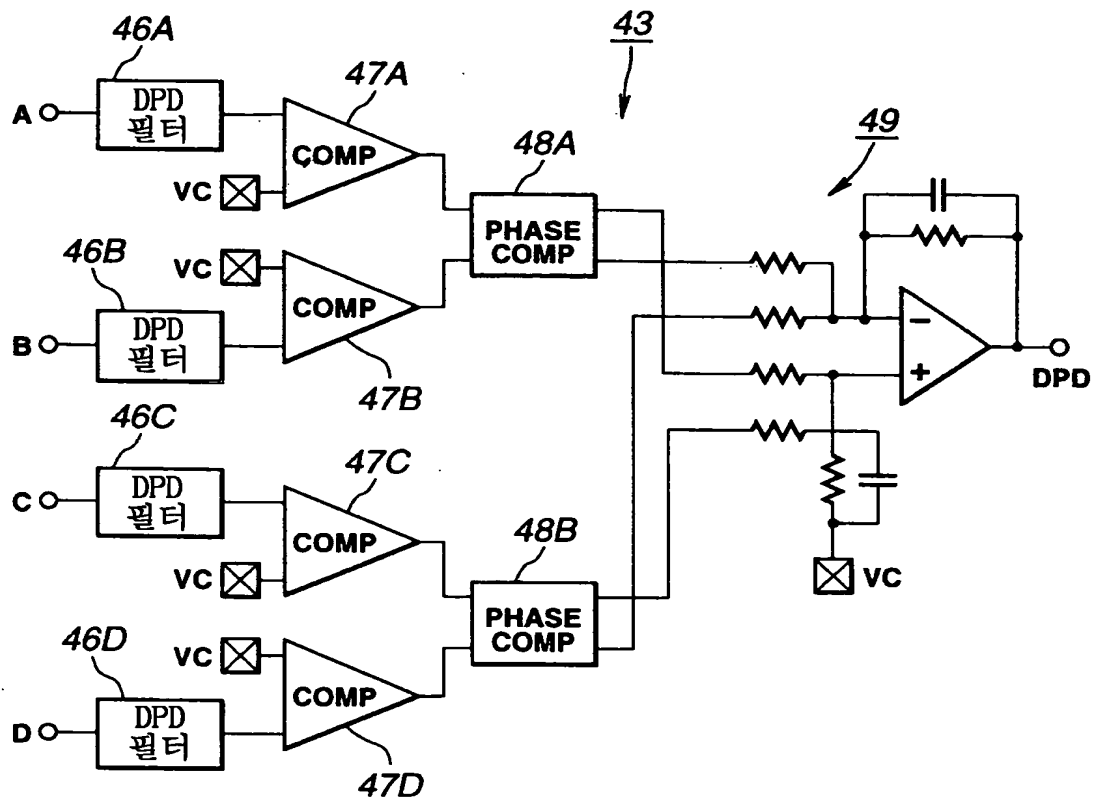 46A
43
DPD
필터
A
47A
COMP
49
VC
48A
PHASE
COMP
46B
VC
COMP
DPD
필터
B
−
+
DPD
47B
46C
47C
DPD
필터
C
COMP
48B
VC
VC
PHASE
COMP
46D
VC
COMP
DPD
필터
D
47D